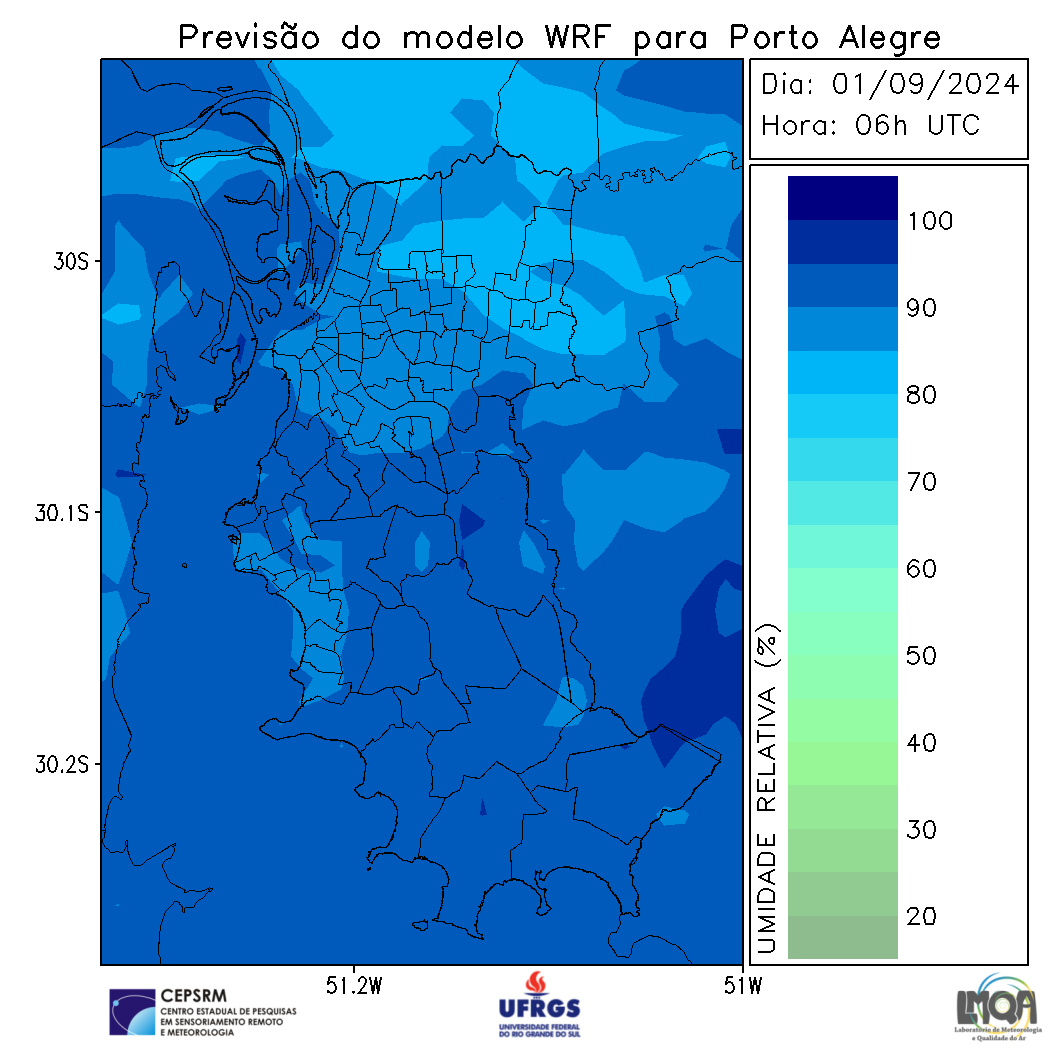 Previsão do modelo WRF para Porto Alegre
Dia: 01/09/2024
Hora: 06h UTC
100
90
80
70
60
50
40
30
20
UMIDADE RELATIVA (%)
30S
30.1S
30.2S
51.2W
51W
CEPSRM
CENTRO ESTADUAL DE PESQUISAS
EM SENSORIAMENTO REMOTO
E METEOROLOGIA
UFRGS
UNIVERSIDADE FEDERAL
DO RIO GRANDE DO SUL
LMQA
Laboratório de Meteorologia
e Qualidade do Ar